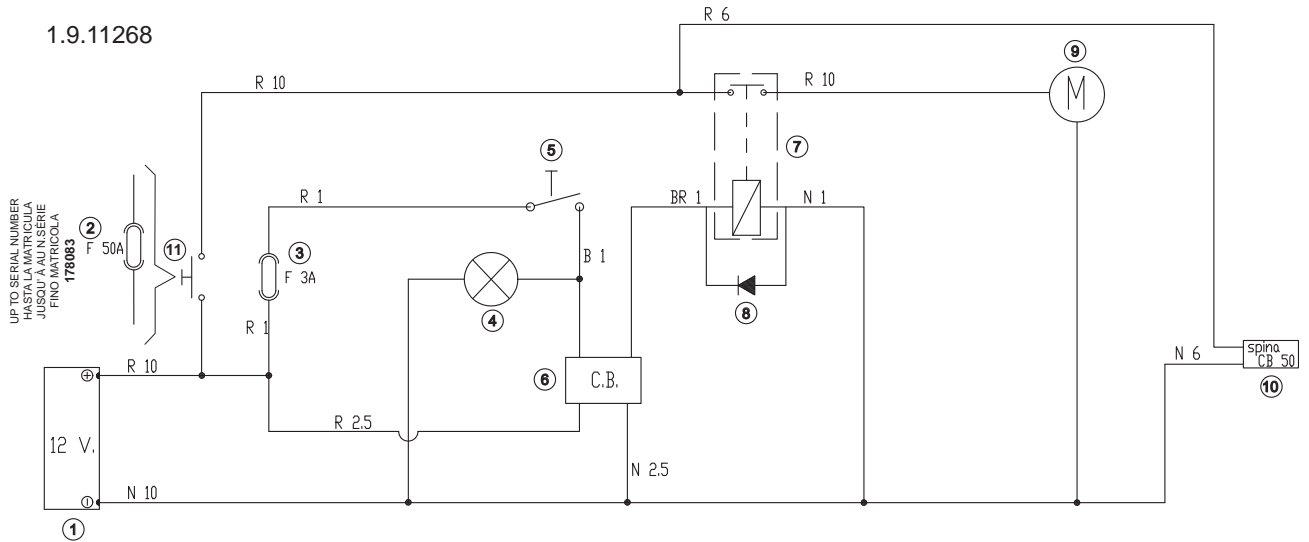 1.9.11268
R 6
9
R 10
R 10
M
5
7
UP TO SERIAL NUMBER
HASTA LA MATRICULA
JUSQU' À AU N.SÉRIE
FINO MATRICOLA
178083
2
F 50A
11
R 1
BR 1
N 1
3
F 3A
B 1
4
8
R 1
R 10
6
C.B.
N 6
spina
CB 50
10
12 V.
R 2.5
N 2.5
N 10
1